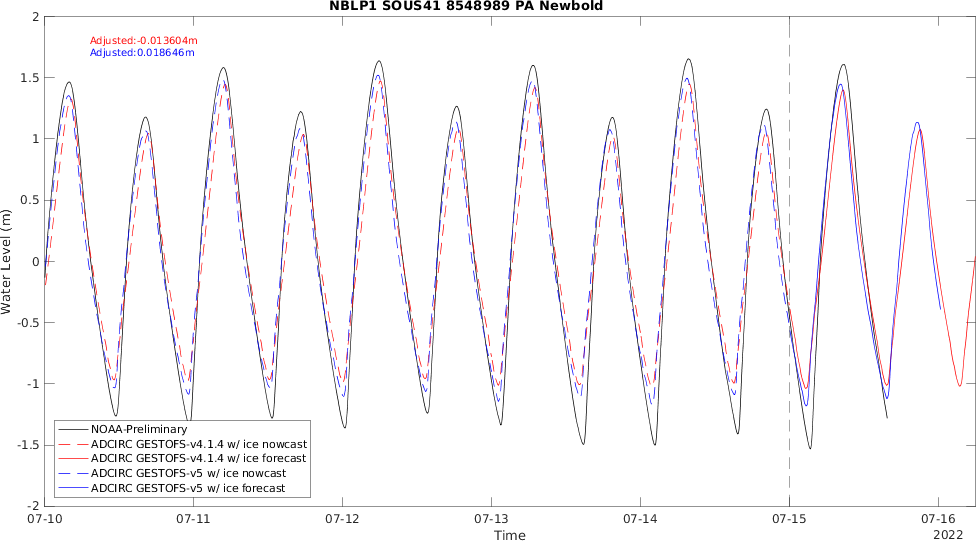 NBLP1 SOUS41 8548989 PA Newbold
Adjusted:-0.013604m
Adjusted:0.018646m
2
1.5
1
0.5
0
-0.5
-1
-1.5
-2
Water Level (m)
NOAA-Preliminary
ADCIRC GESTOFS-v4.1.4 w/ ice nowcast
ADCIRC GESTOFS-v4.1.4 w/ ice forecast
ADCIRC GESTOFS-v5 w/ ice nowcast
ADCIRC GESTOFS-v5 w/ ice forecast
07-10 07-11 07-12 07-13 07-14 07-15 07-16
Time
2022